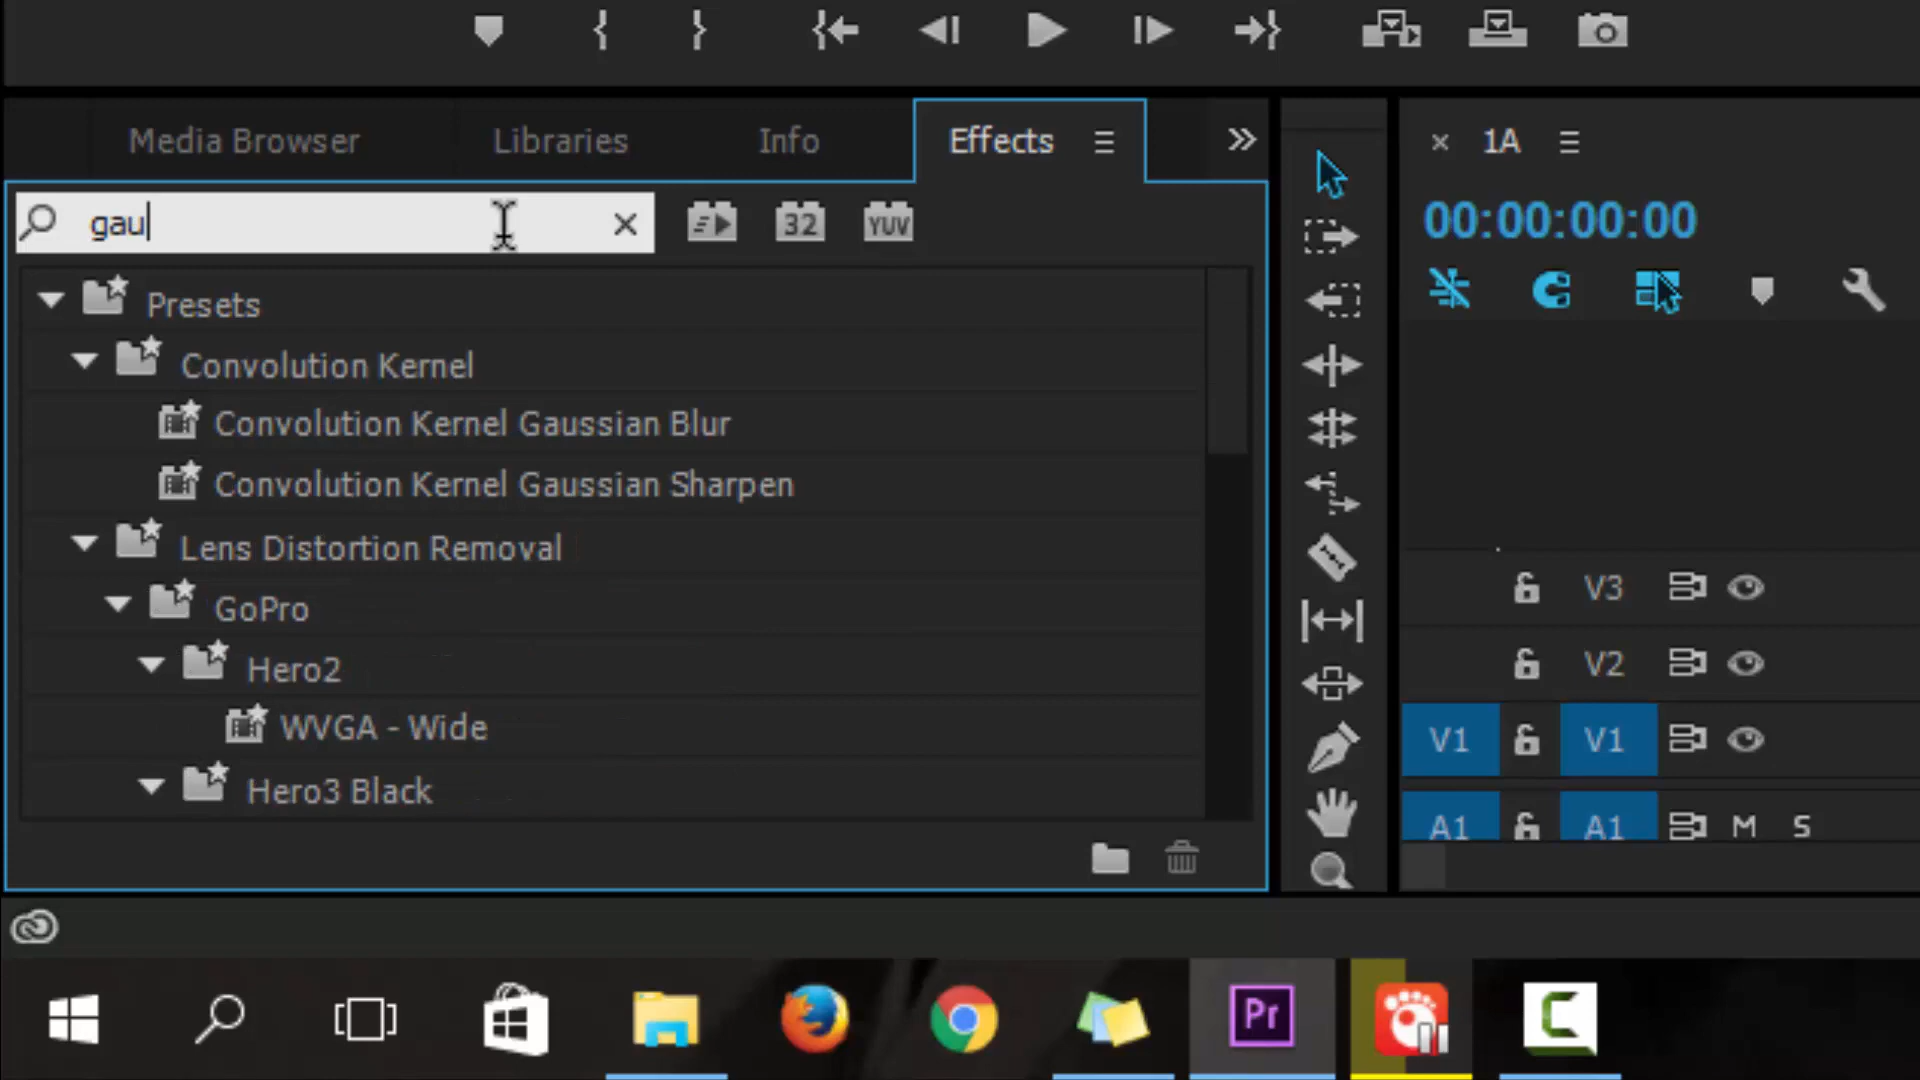 Media Browser Libraries Info Effects
1A
gau 32 YUV
00:00:00:00
Presets
Convolution Kernel
Convolution Kernel Gaussian Blur
Convolution Kernel Gaussian Sharpen
Lens Distortion Removal
GoPro
Hero2
WVGA - Wide
Hero3 Black
V3
V2
V1 V1
A1 A1 M S
Pr
C